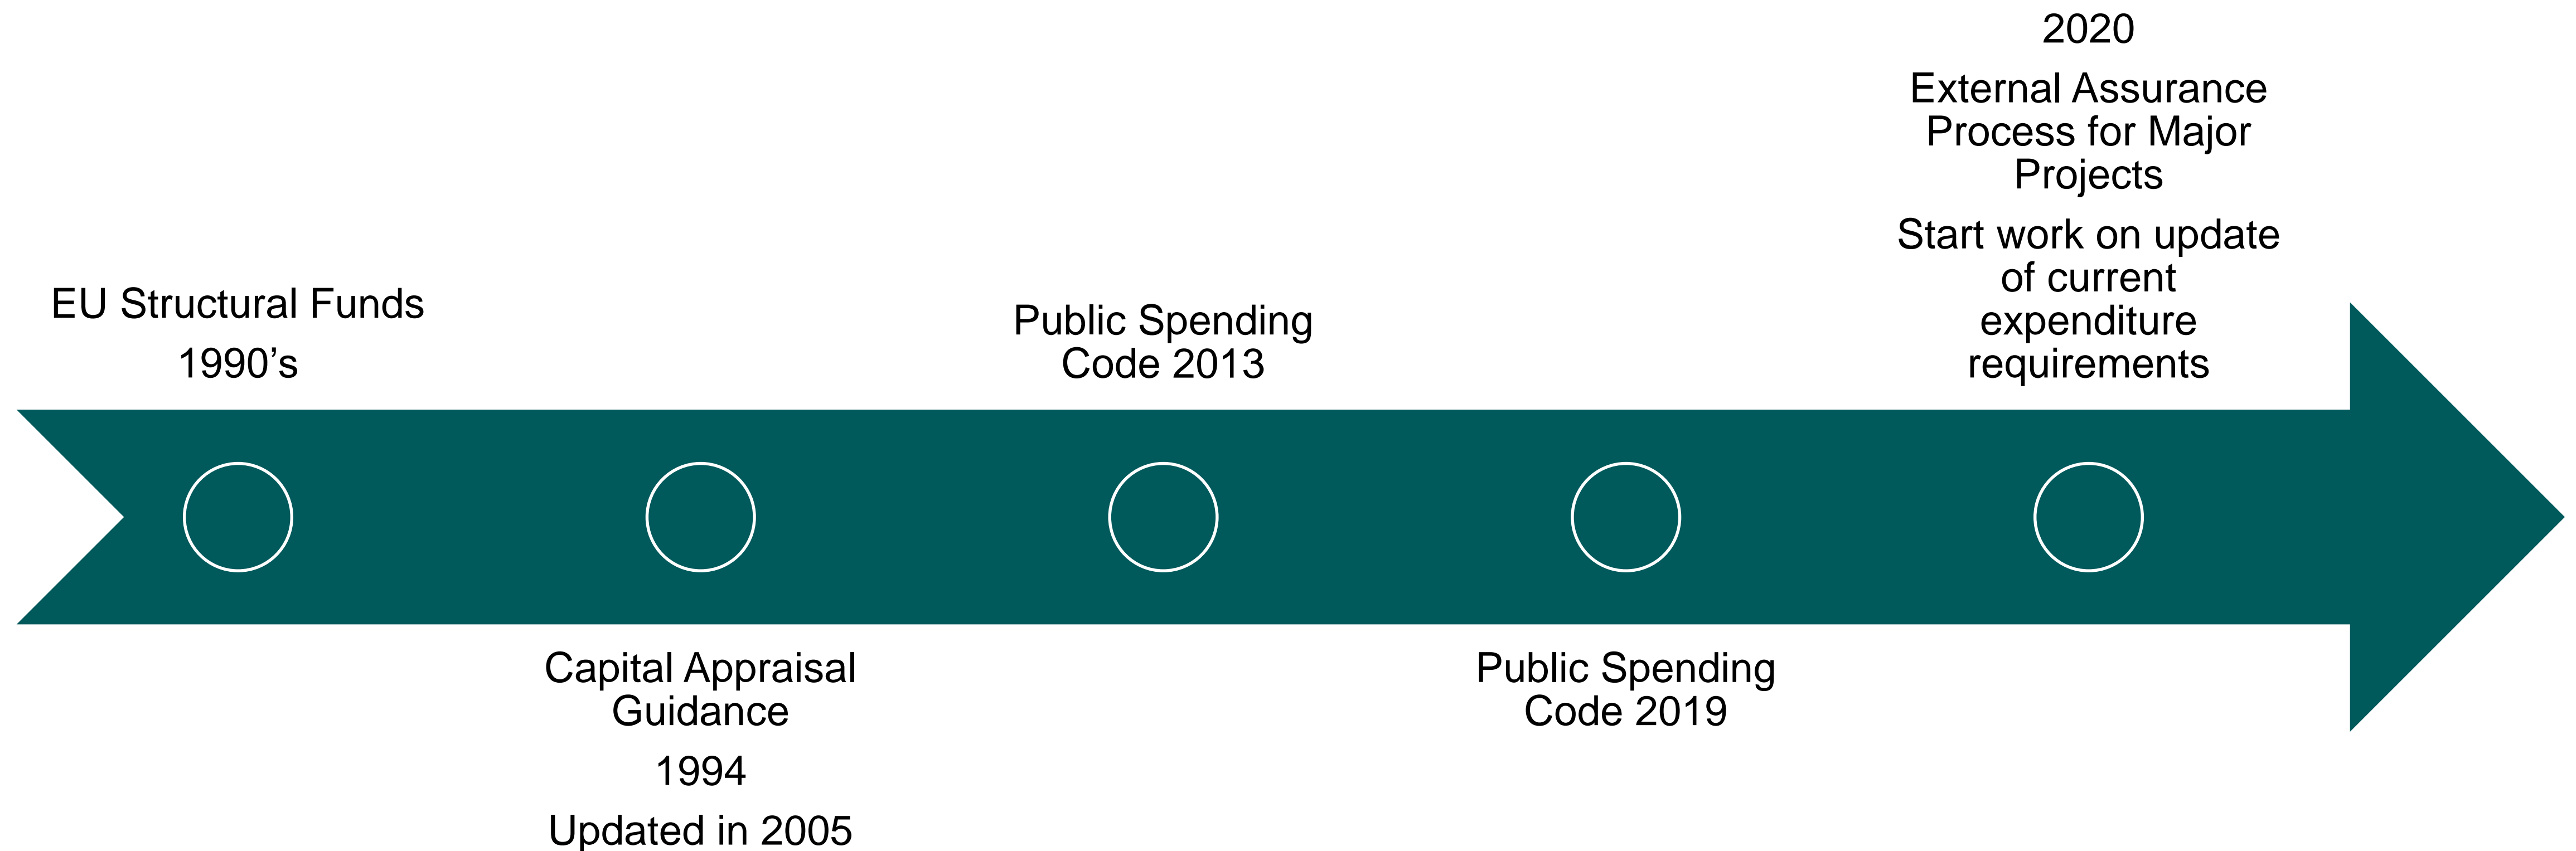 EU Structural Funds
1990’s
Capital Appraisal
Guidance
1994
Updated in 2005
Public Spending
Code 2013
Public Spending
Code 2019
2020
External Assurance
Process for Major
Projects
Start work on update
of current
expenditure
requirements